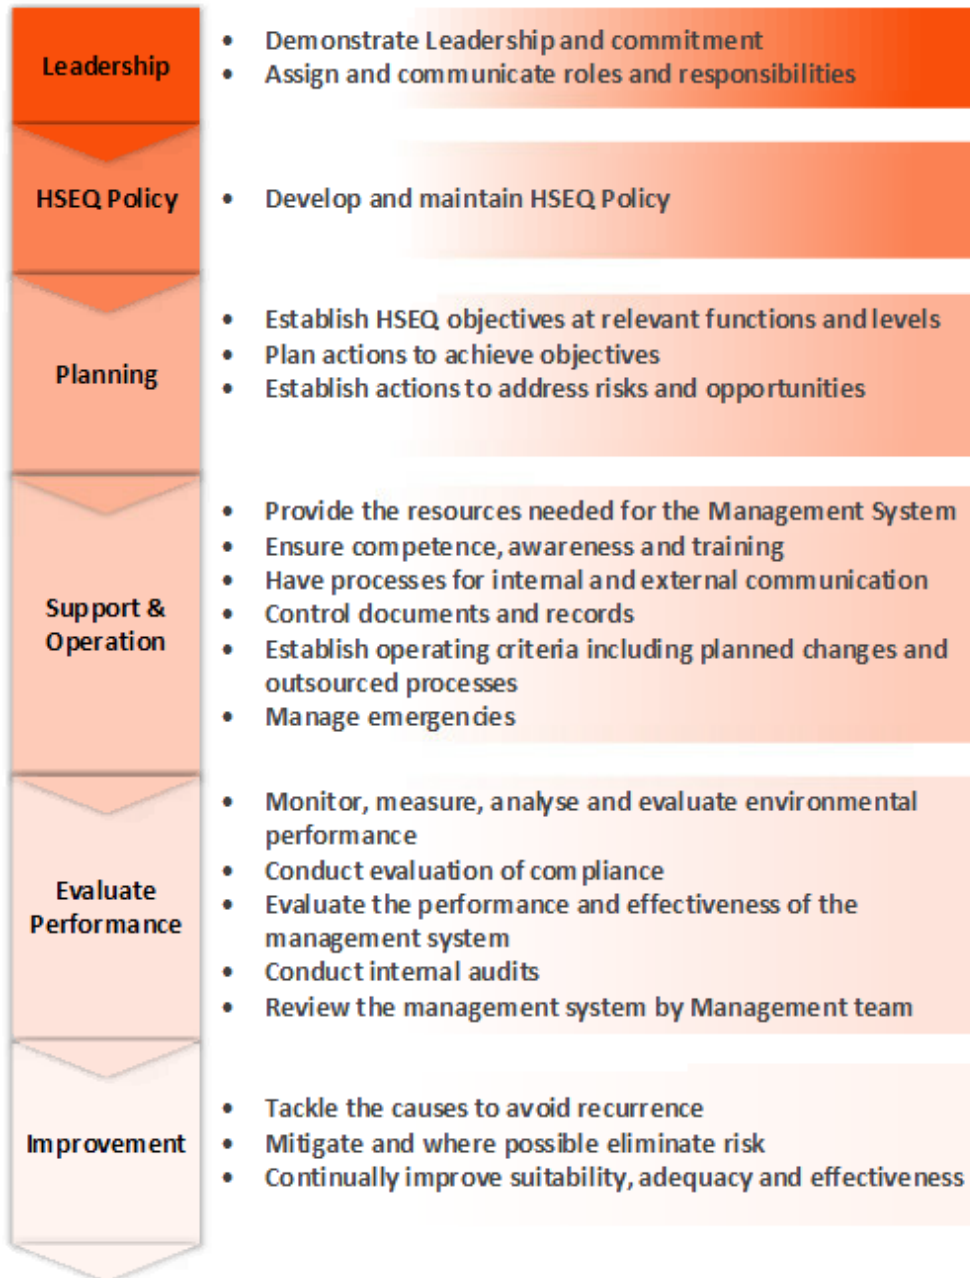 Leadership
• Demonstrate Leadership and commitment
• Assign and communicate roles and responsibilities
HSEQ Policy
• Develop and maintain HSEQ Policy
Planning
• Establish HSEQ objectives at relevant functions and levels
• Plan actions to achieve objectives
• Establish actions to address risks and opportunities
Support &
Operation
• Provide the resources needed for the Management System
• Ensure competence, awareness and training
• Have processes for internal and external communication
• Control documents and records
• Establish operating criteria including planned changes and
outsourced processes
• Manage emergencies
Evaluate
Performance
• Monitor, measure, analyse and evaluate environmental
performance
• Conduct evaluation of compliance
• Evaluate the performance and effectiveness of the
management system
• Conduct internal audits
• Review the management system by Management team
Improvement
• Tackle the causes to avoid recurrence
• Mitigate and where possible eliminate risk
• Continually improve suitability, adequacy and effectiveness